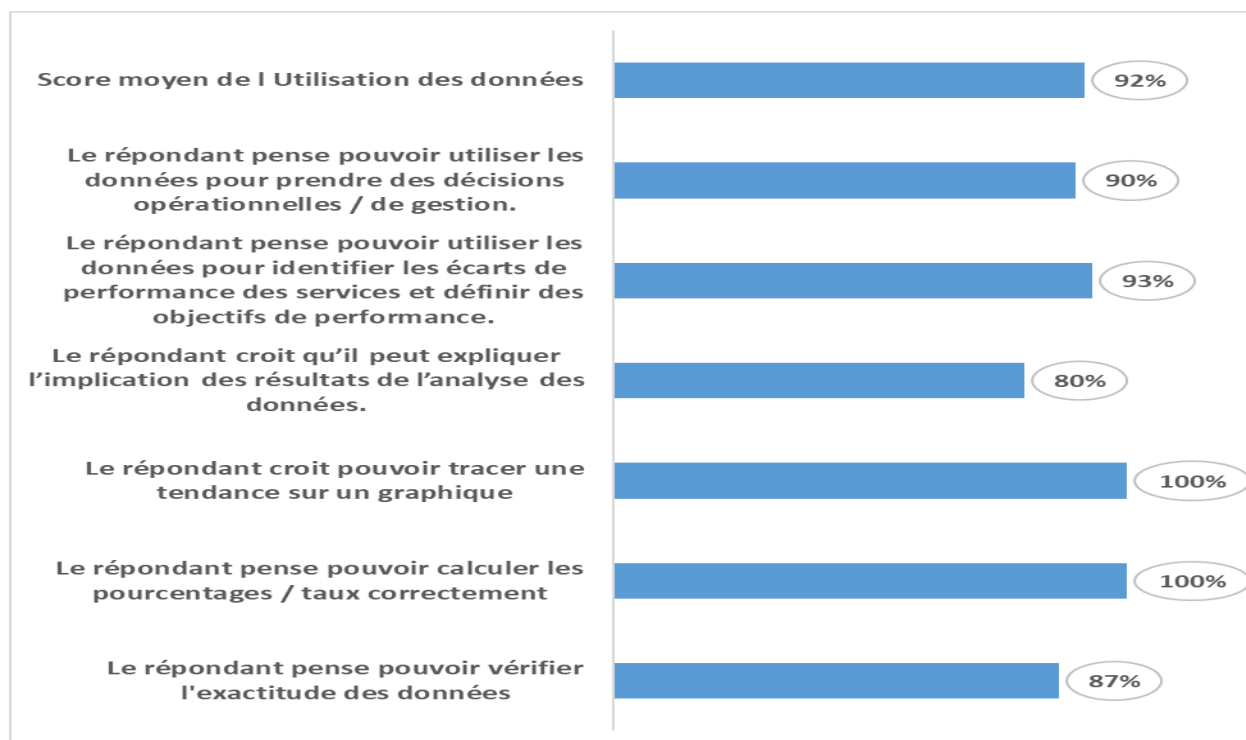 Score moyen de l Utilisation des données
92%
Le répondant pense pouvoir utiliser les
données pour prendre des décisions
opérationnelles / de gestion.
90%
Le répondant pense pouvoir utiliser les
données pour identifier les écarts de
performance des services et définir des
objectifs de performance.
93%
Le répondant croit qu’il peut expliquer
l’implication des résultats de l’analyse des
données.
80%
Le répondant croit pouvoir tracer une
tendance sur un graphique
100%
Le répondant pense pouvoir calculer les
pourcentages / taux correctement
100%
Le répondant pense pouvoir vérifier
l'exactitude des données
87%